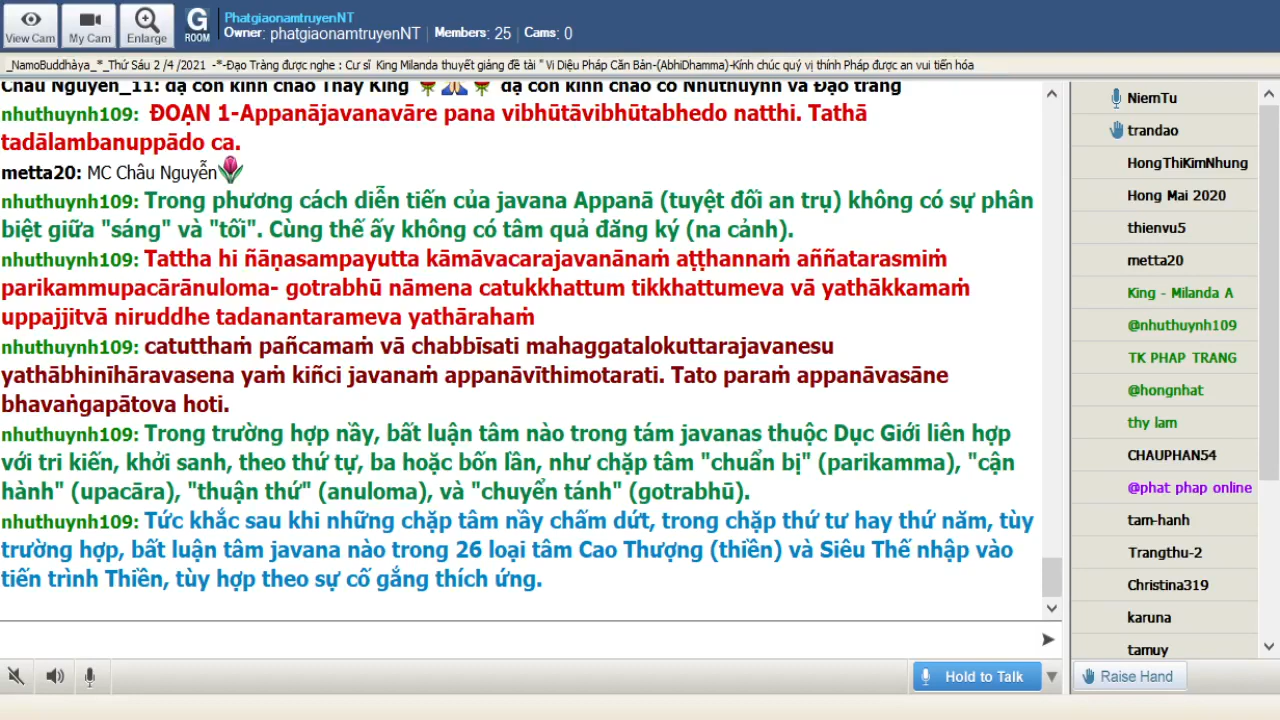 View Cam
My Cam
Enlarge
G
ROOM
PhatgiaonamtruyenNT
Owner: phatgiaonamtruyenNT | Members: 25 | Cams: 0
_NamoBuddhàya_*_Thứ Sáu 2 /4 /2021 -*-Đạo Tràng được nghe : Cư sĩ King Milanda thuyết giảng đề tài " Vi Diệu Pháp Căn Bản-(AbhiDhamma)-Kính chúc quý vị thính Pháp được an vui tiến hóa
Châu Nguyễn_11: dạ con kính chào Thầy King dạ con kính chào cô Nhuthuynh và Đạo tràng
nhuthuynh109: ĐOẠN 1-Appanājavanavāre pana vibhūtāvibhūtabhedo natthi. Tathā
tadālambanuppādo ca.
metta20: MC Châu Nguyễn
nhuthuynh109: Trong phương cách diễn tiến của javana Appanā (tuyệt đối an trụ) không có sự phân
biệt giữa "sáng" và "tối". Cùng thế ấy không có tâm quả đăng ký (na cảnh).
nhuthuynh109: Tattha hi ñāṇasampayutta kāmāvacarajavanānaṁ aṭṭhannaṁ aññatarasmiṁ
parikammupacārānuloma- gotrabhū nāmena catukkhattum tikkhattumeva vā yathākkamaṁ
uppajjitvā niruddhe tadanantarameva yathārahaṁ
nhuthuynh109: catutthaṁ pañcamaṁ vā chabbīsati mahaggatalokuttarajavanesu
yathābhinīhāravasena yaṁ kiñci javanaṁ appanāvīthimotarati. Tato paraṁ appanāvasāne
bhavaṅgapātova hoti.
nhuthuynh109: Trong trường hợp nầy, bất luận tâm nào trong tám javanas thuộc Dục Giới liên hợp
với tri kiến, khởi sanh, theo thứ tự, ba hoặc bốn lần, như chặp tâm "chuẩn bị" (parikamma), "cận
hành" (upacāra), "thuận thứ" (anuloma), và "chuyển tánh" (gotrabhū).
nhuthuynh109: Tức khắc sau khi những chặp tâm nầy chấm dứt, trong chặp thứ tư hay thứ năm, tùy
trường hợp, bất luận tâm javana nào trong 26 loại tâm Cao Thượng (thiền) và Siêu Thế nhập vào
tiến trình Thiền, tùy hợp theo sự cố gắng thích ứng.
NiemTu
trandao
HongThiKimNhung
Hong Mai 2020
thienvu5
metta20
King - Milanda A
@nhuthuynh109
TK PHAP TRANG
@hongnhat
thy lam
CHAUPHAN54
@phat phap online
tam-hanh
Trangthu-2
Christina319
karuna
tamuy
Hold to Talk
Raise Hand